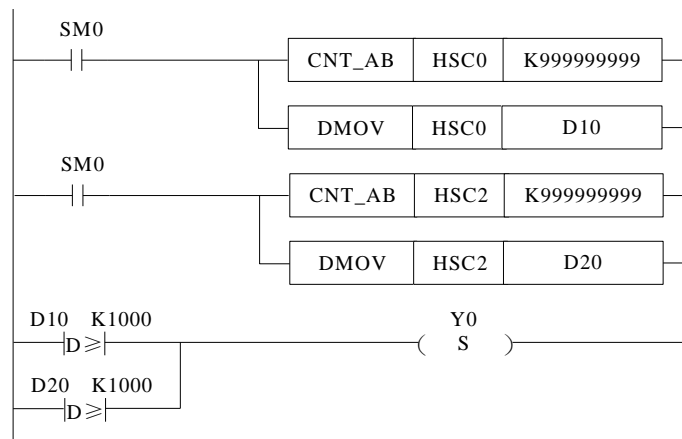 SM0
CNT_AB HSC0 K999999999
DMOV HSC0 D10
SM0
CNT_AB HSC2 K999999999
DMOV HSC2 D20
D10 K1000 Y0
D≥ ( S )
D20 K1000
D≥